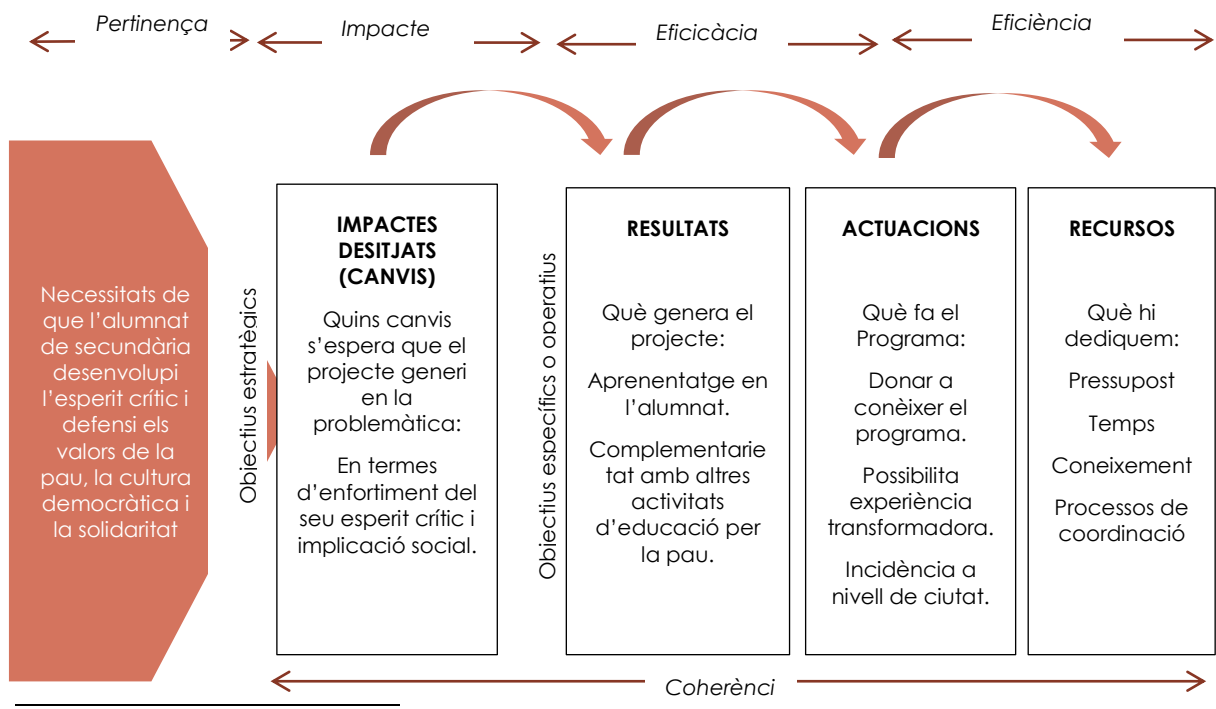 Pertinença
Impacte
Eficicàcia
Eficiència
Necessitats de
que l’alumnat
de secundària
desenvolupi
l’esperit crític i
defensi els
valors de la
pau, la cultura
democràtica i
la solidaritat
Objectius estratègics
IMPACTES
DESITJATS
(CANVIS)
Quins canvis
s’espera que el
projecte generi
en la
problemàtica:
En termes
d’enfortiment del
seu esperit crític i
implicació social.
Objectius específics o operatius
RESULTATS
Què genera el
projecte:
Aprenentatge en
l’alumnat.
Complementarie
tat amb altres
activitats
d’educació per
la pau.
ACTUACIONS
Què fa el
Programa:
Donar a
conèixer el
programa.
Possibilita
experiència
transformadora.
Incidència a
nivell de ciutat.
RECURSOS
Què hi
dediquem:
Pressupost
Temps
Coneixement
Processos de
coordinació
Coherènci